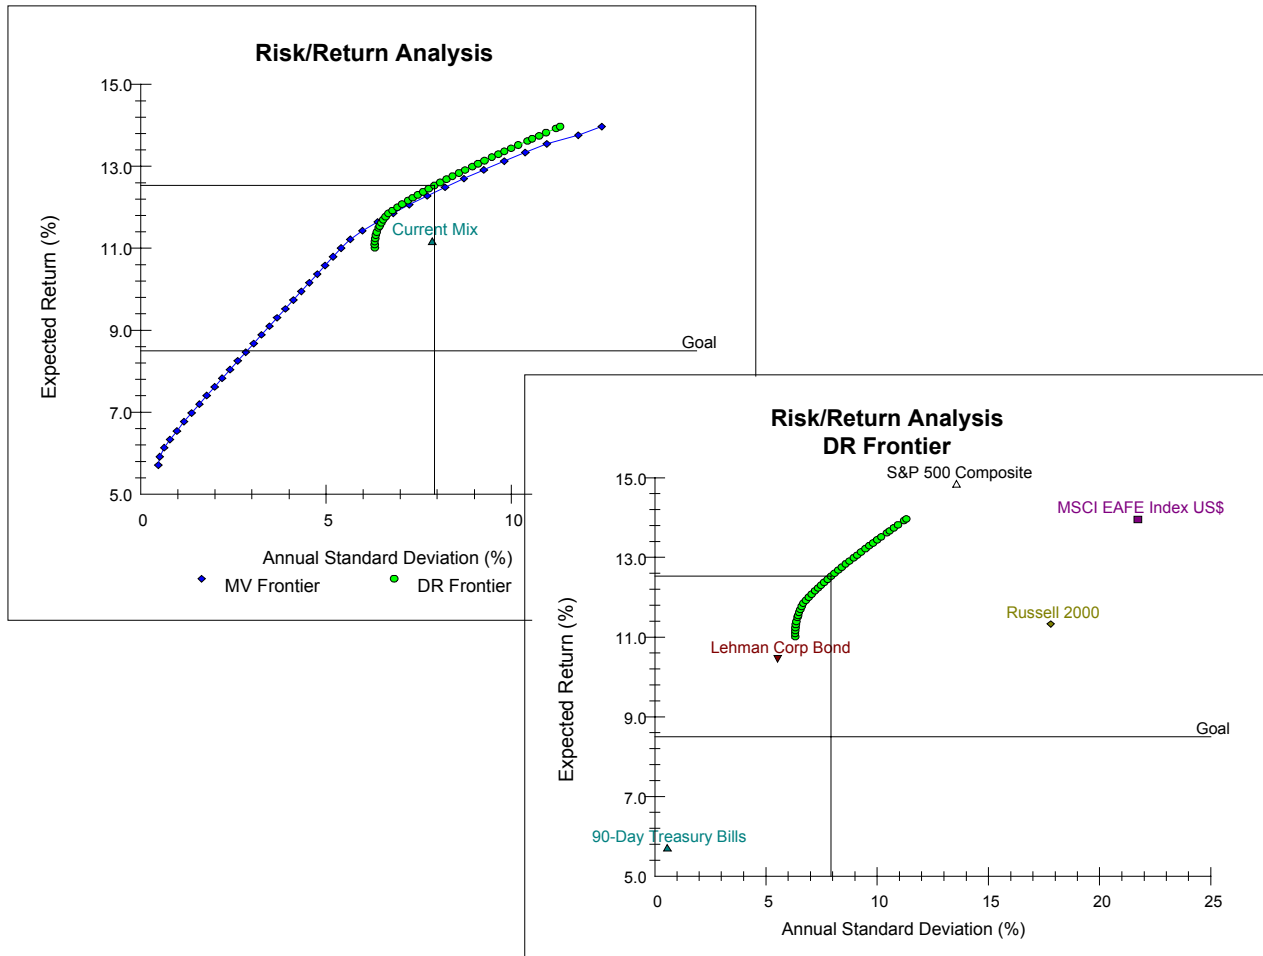 Risk/Return Analysis
15.0
13.0
11.0
9.0
7.0
5.0
Expected Return (%)
Current Mix
Goal
0
5
10
Annual Standard Deviation (%)
MV Frontier
DR Frontier
Risk/Return Analysis
DR Frontier
S&P 500 Composite
MSCI EAFE Index US$
Russell 2000
Lehman Corp Bond
Goal
90-Day Treasury Bills
15.0
13.0
11.0
9.0
7.0
5.0
Expected Return (%)
0
5
10
15
20
25
Annual Standard Deviation (%)